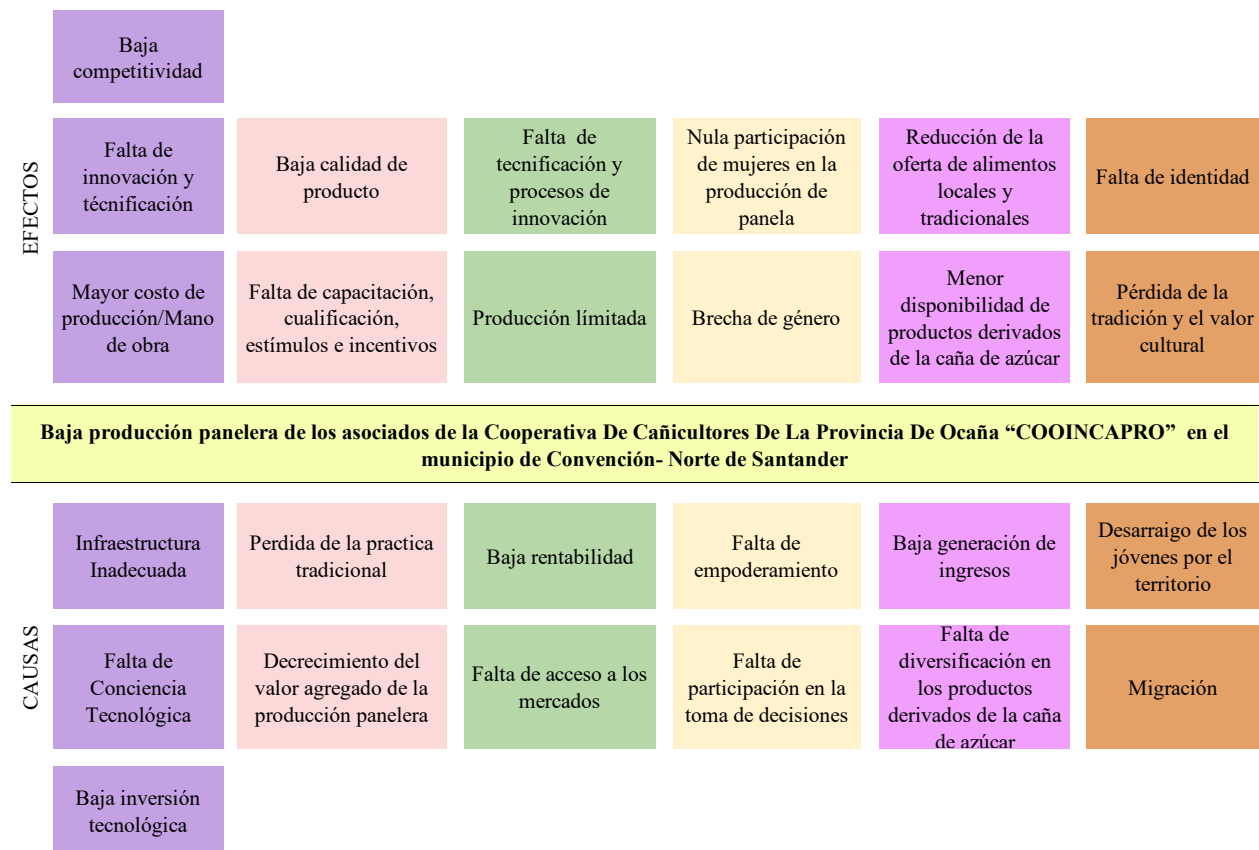 Baja
competitividad
EFECTOS
Falta de
innovación y
técnificación
Baja calidad de
producto
Falta de
tecnificación y
procesos de
innovación
Nula participación
de mujeres en la
producción de
panela
Reducción de la
oferta de alimentos
locales y
tradicionales
Falta de identidad
Mayor costo de
producción/Mano
de obra
Falta de capacitación,
cualificación,
estímulos e incentivos
Producción límitada
Brecha de género
Menor
disponibilidad de
productos derivados
de la caña de azúcar
Pérdida de la
tradición y el valor
cultural
Baja producción panelera de los asociados de la Cooperativa De Cañicultores De La Provincia De Ocaña “COOINCAPRO” en el
municipio de Convención- Norte de Santander
CAUSAS
Infraestructura
Inadecuada
Perdida de la practica
tradicional
Baja rentabilidad
Falta de
empoderamiento
Baja generación de
ingresos
Desarraigo de los
jóvenes por el
territorio
Falta de
Conciencia
Tecnológica
Decrecimiento del
valor agregado de la
producción panelera
Falta de acceso a los
mercados
Falta de
participación en la
toma de decisiones
Falta de
diversificación en
los productos
derivados de la caña
de azúcar
Migración
Baja inversión
tecnológica